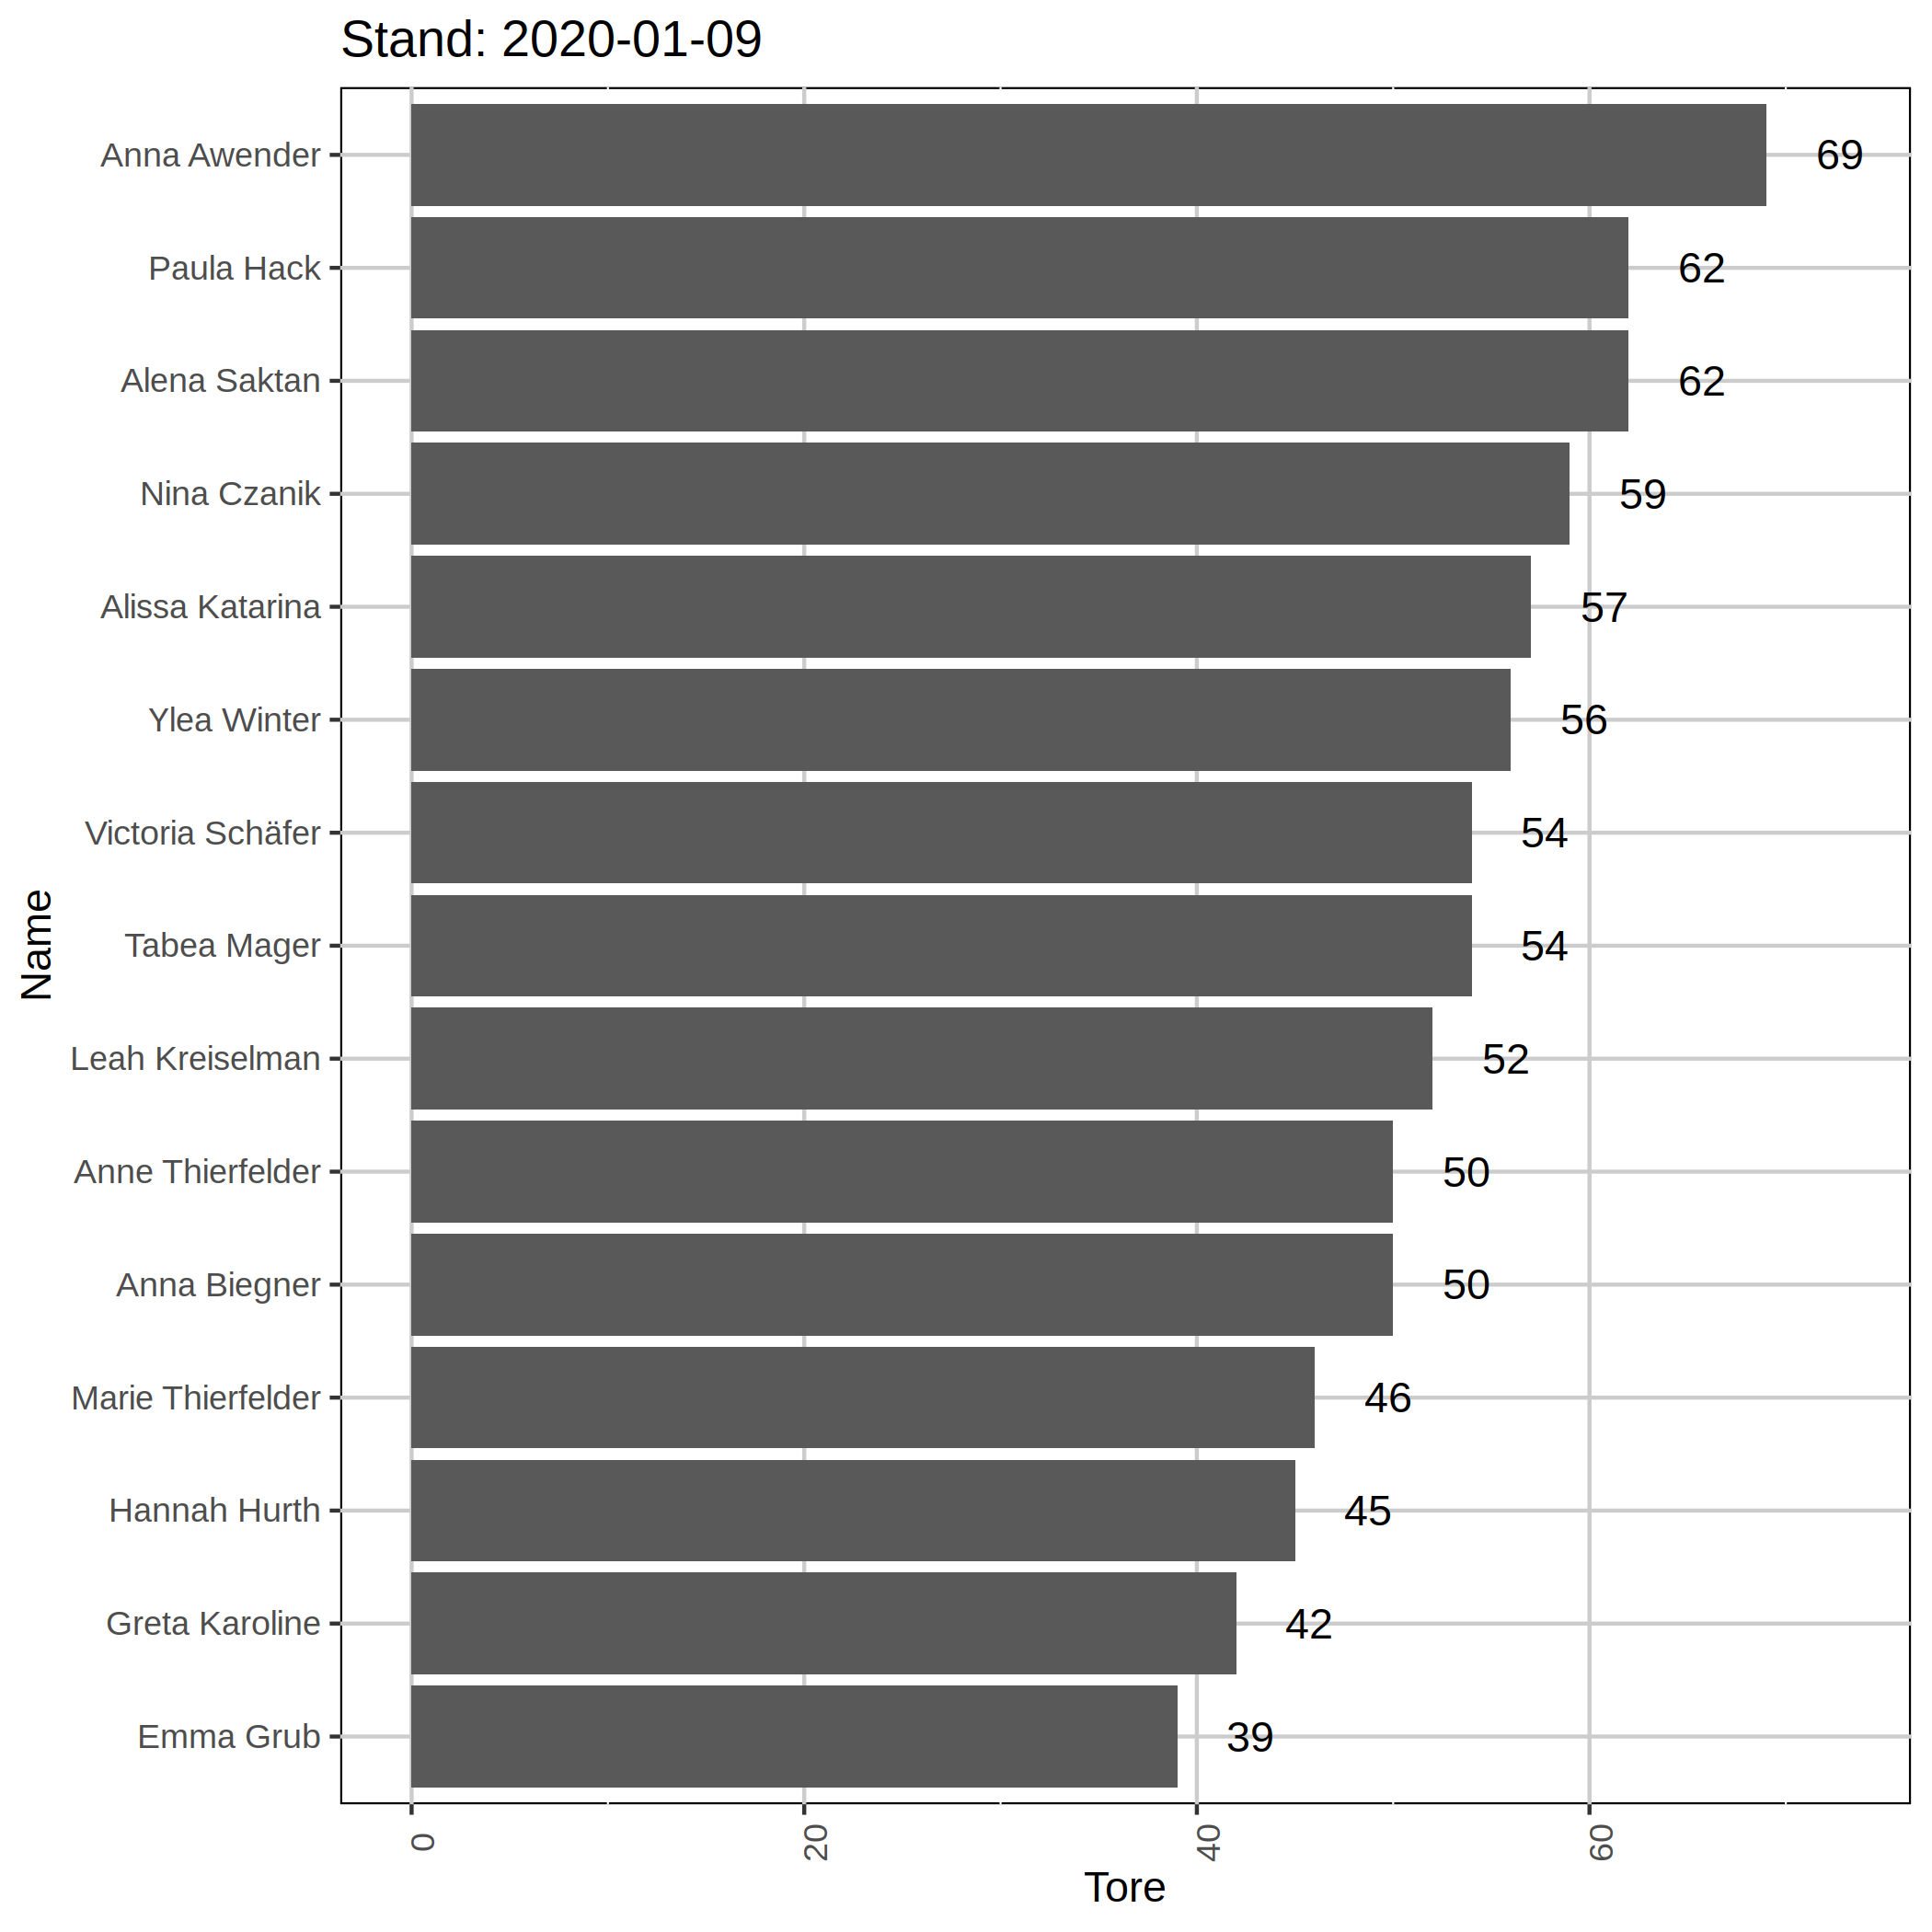 Stand: 2020-01-09
Name
Anna Awender 69
Paula Hack 62
Alena Saktan 62
Nina Czanik 59
Alissa Katarina 57
Ylea Winter 56
Victoria Schäfer 54
Tabea Mager 54
Leah Kreiselman 52
Anne Thierfelder 50
Anna Biegner 50
Marie Thierfelder 46
Hannah Hurth 45
Greta Karoline 42
Emma Grub 39
0 20 40 60
Tore